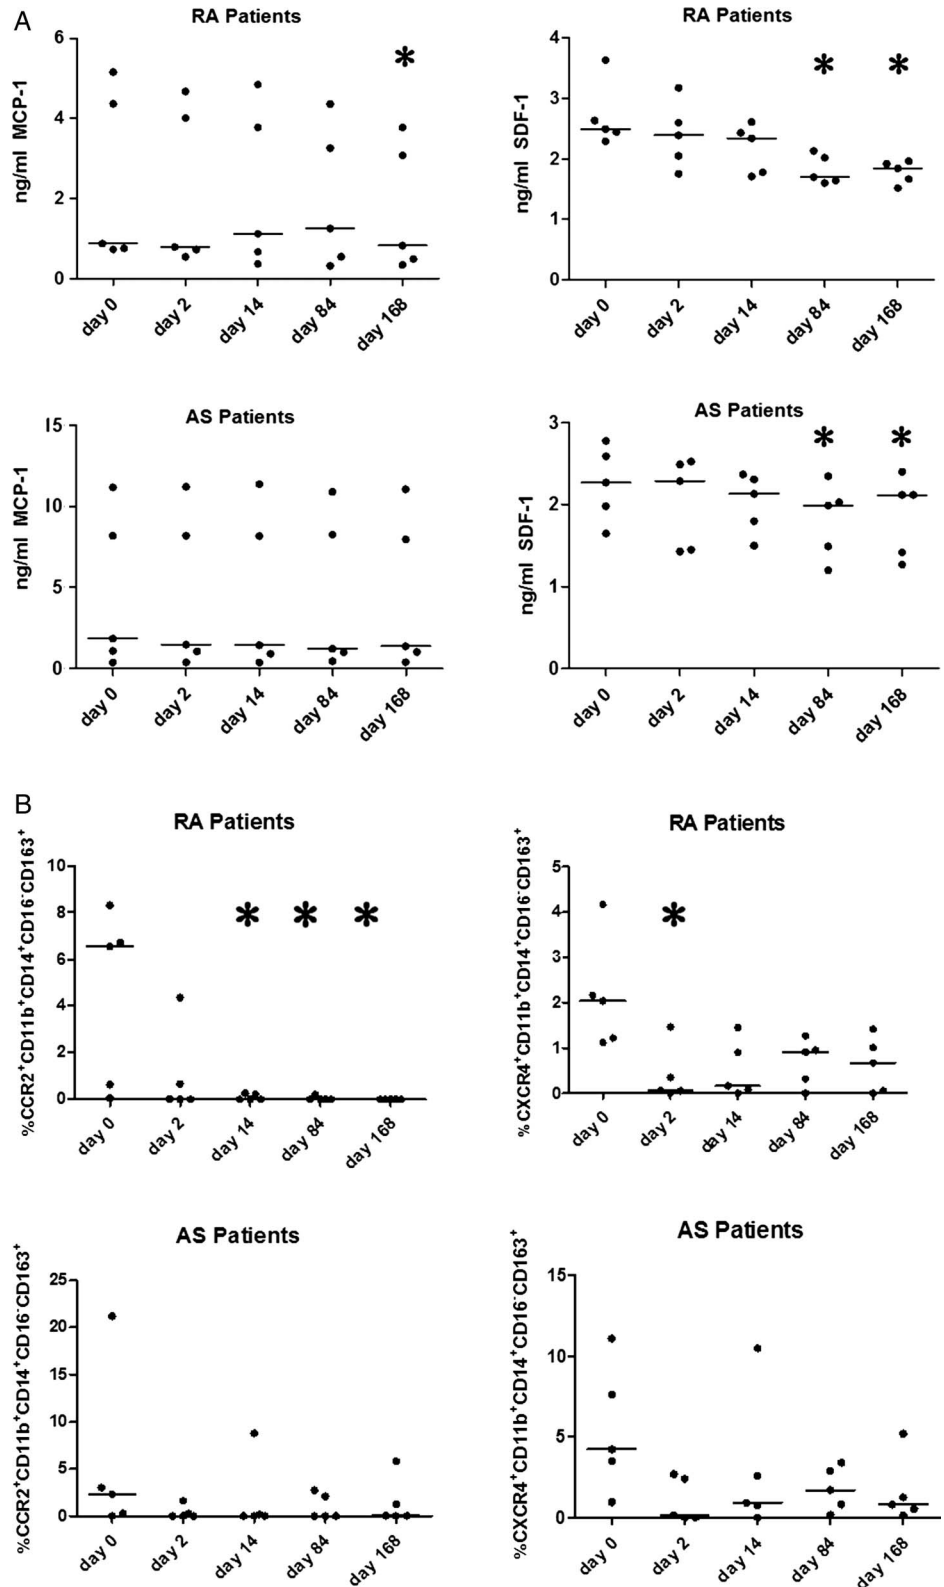 A
RA Patients
ng/ml MCP-1
6
4
2
0
*
day 0
day 2
day 14
day 84
day 168
RA Patients
ng/ml SDF-1
4
3
2
1
0
* *
day 0
day 2
day 14
day 84
day 168
AS Patients
ng/ml MCP-1
15
10
5
0
day 0
day 2
day 14
day 84
day 168
AS Patients
ng/ml SDF-1
3
2
1
0
* *
day 0
day 2
day 14
day 84
day 168
B
RA Patients
%CCR2⁺CD11b⁺CD14⁺CD16⁻CD163⁺
10
8
6
4
2
0
* * *
day 0
day 2
day 14
day 84
day 168
RA Patients
%CXCR4⁺CD11b⁺CD14⁺CD16⁻CD163⁺
5
4
3
2
1
0
*
day 0
day 2
day 14
day 84
day 168
AS Patients
%CCR2⁺CD11b⁺CD14⁺CD16⁻CD163⁺
25
20
15
10
5
0
day 0
day 2
day 14
day 84
day 168
AS Patients
%CXCR4⁺CD11b⁺CD14⁺CD16⁻CD163⁺
15
10
5
0
day 0
day 2
day 14
day 84
day 168